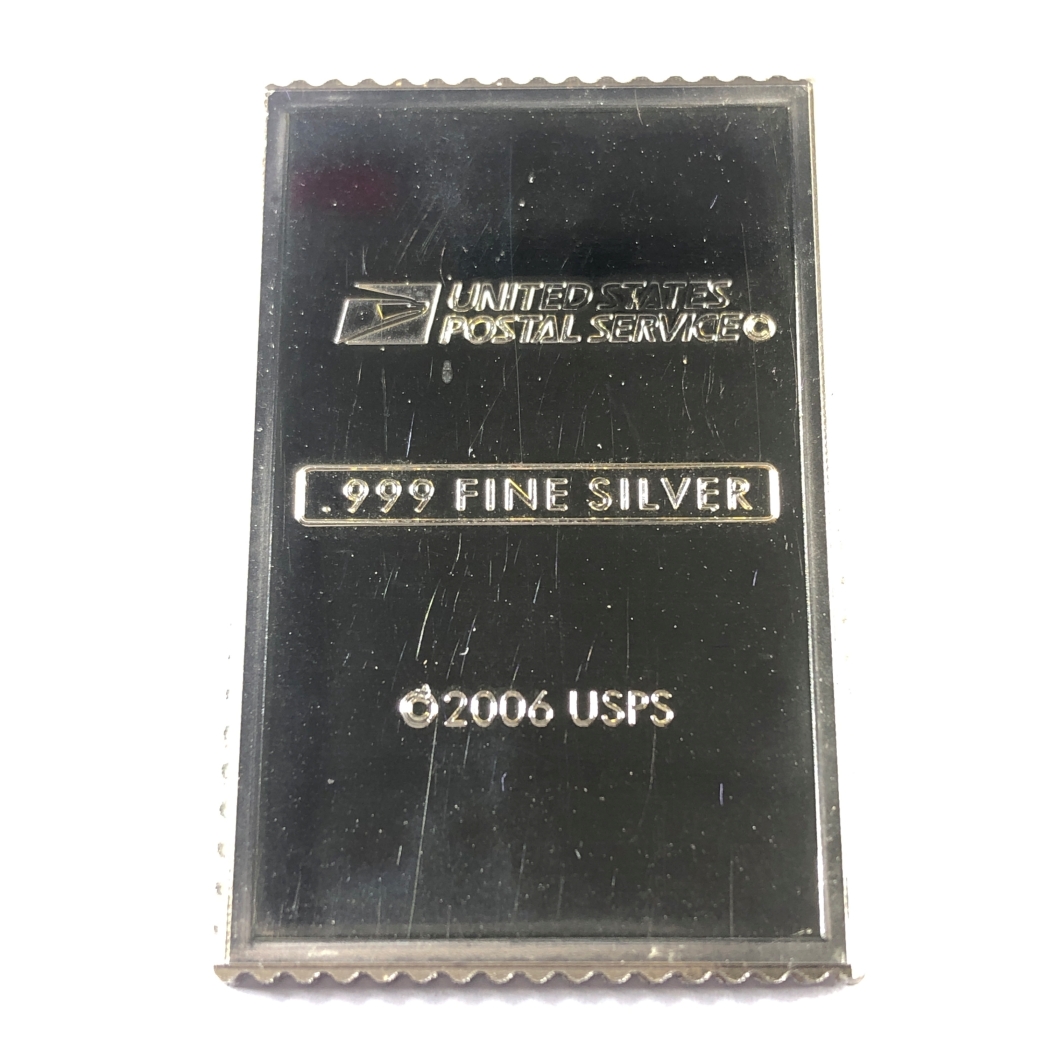 UNITED STATES
POSTAL SERVICE©
.999 FINE SILVER
©2006 USPS